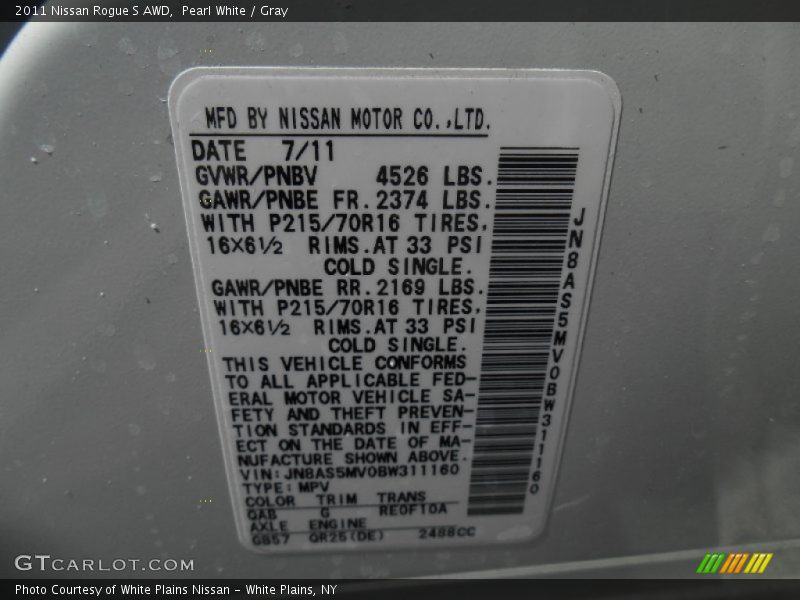 2011 Nissan Rogue S AWD, Pearl White / Gray
MFD BY NISSAN MOTOR CO.,LTD.
DATE 7/11
GVWR/PNBV 4526 LBS.
GAWR/PNBE FR. 2374 LBS.
WITH P215/70R16 TIRES,
16X6½ RIMS. AT 33 PSI
COLD SINGLE.
GAWR/PNBE RR. 2169 LBS.
WITH P215/70R16 TIRES,
16X6½ RIMS. AT 33 PSI
COLD SINGLE.
THIS VEHICLE CONFORMS
TO ALL APPLICABLE FED-
ERAL MOTOR VEHICLE SA-
FETY AND THEFT PREVEN-
TION STANDARDS IN EFF-
ECT ON THE DATE OF MA-
NUFACTURE SHOWN ABOVE.
VIN: JN8AS5MV0BW311160
TYPE: MPV
COLOR TRIM TRANS
QAB G RE0F10A
AXLE ENGINE
GB57 QR25(DE) 2488CC
JN8AS5MV0BW311160
GTCARLOT.COM
Photo Courtesy of White Plains Nissan - White Plains, NY